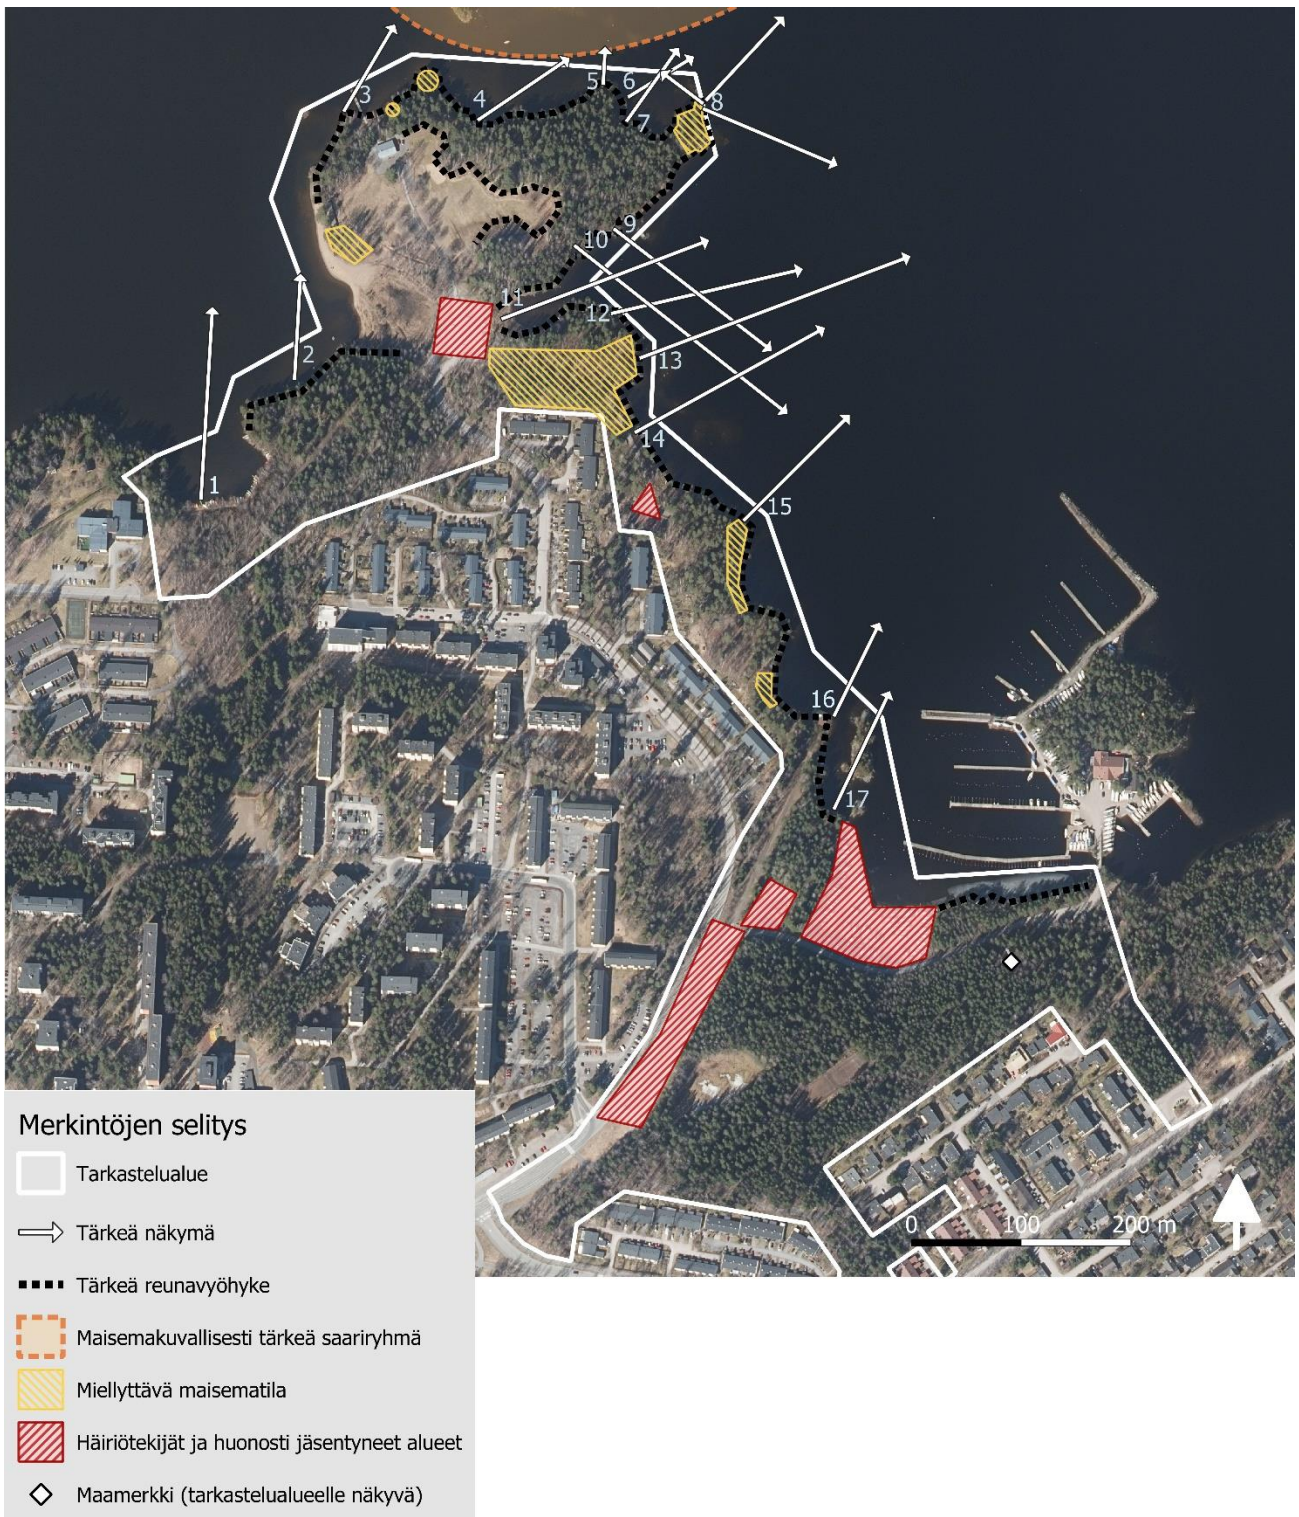 3
4
5
6
7
8
9
10
11
12
2
13
14
1
15
16
17
0 100 200 m
Merkintöjen selitys
Tarkastelualue
Tärkeä näkymä
Tärkeä reunavyöhyke
Maisemakuvallisesti tärkeä saariryhmä
Miellyttävä maisematila
Häiriötekijät ja huonosti jäsentyneet alueet
Maamerkki (tarkastelualueelle näkyvä)